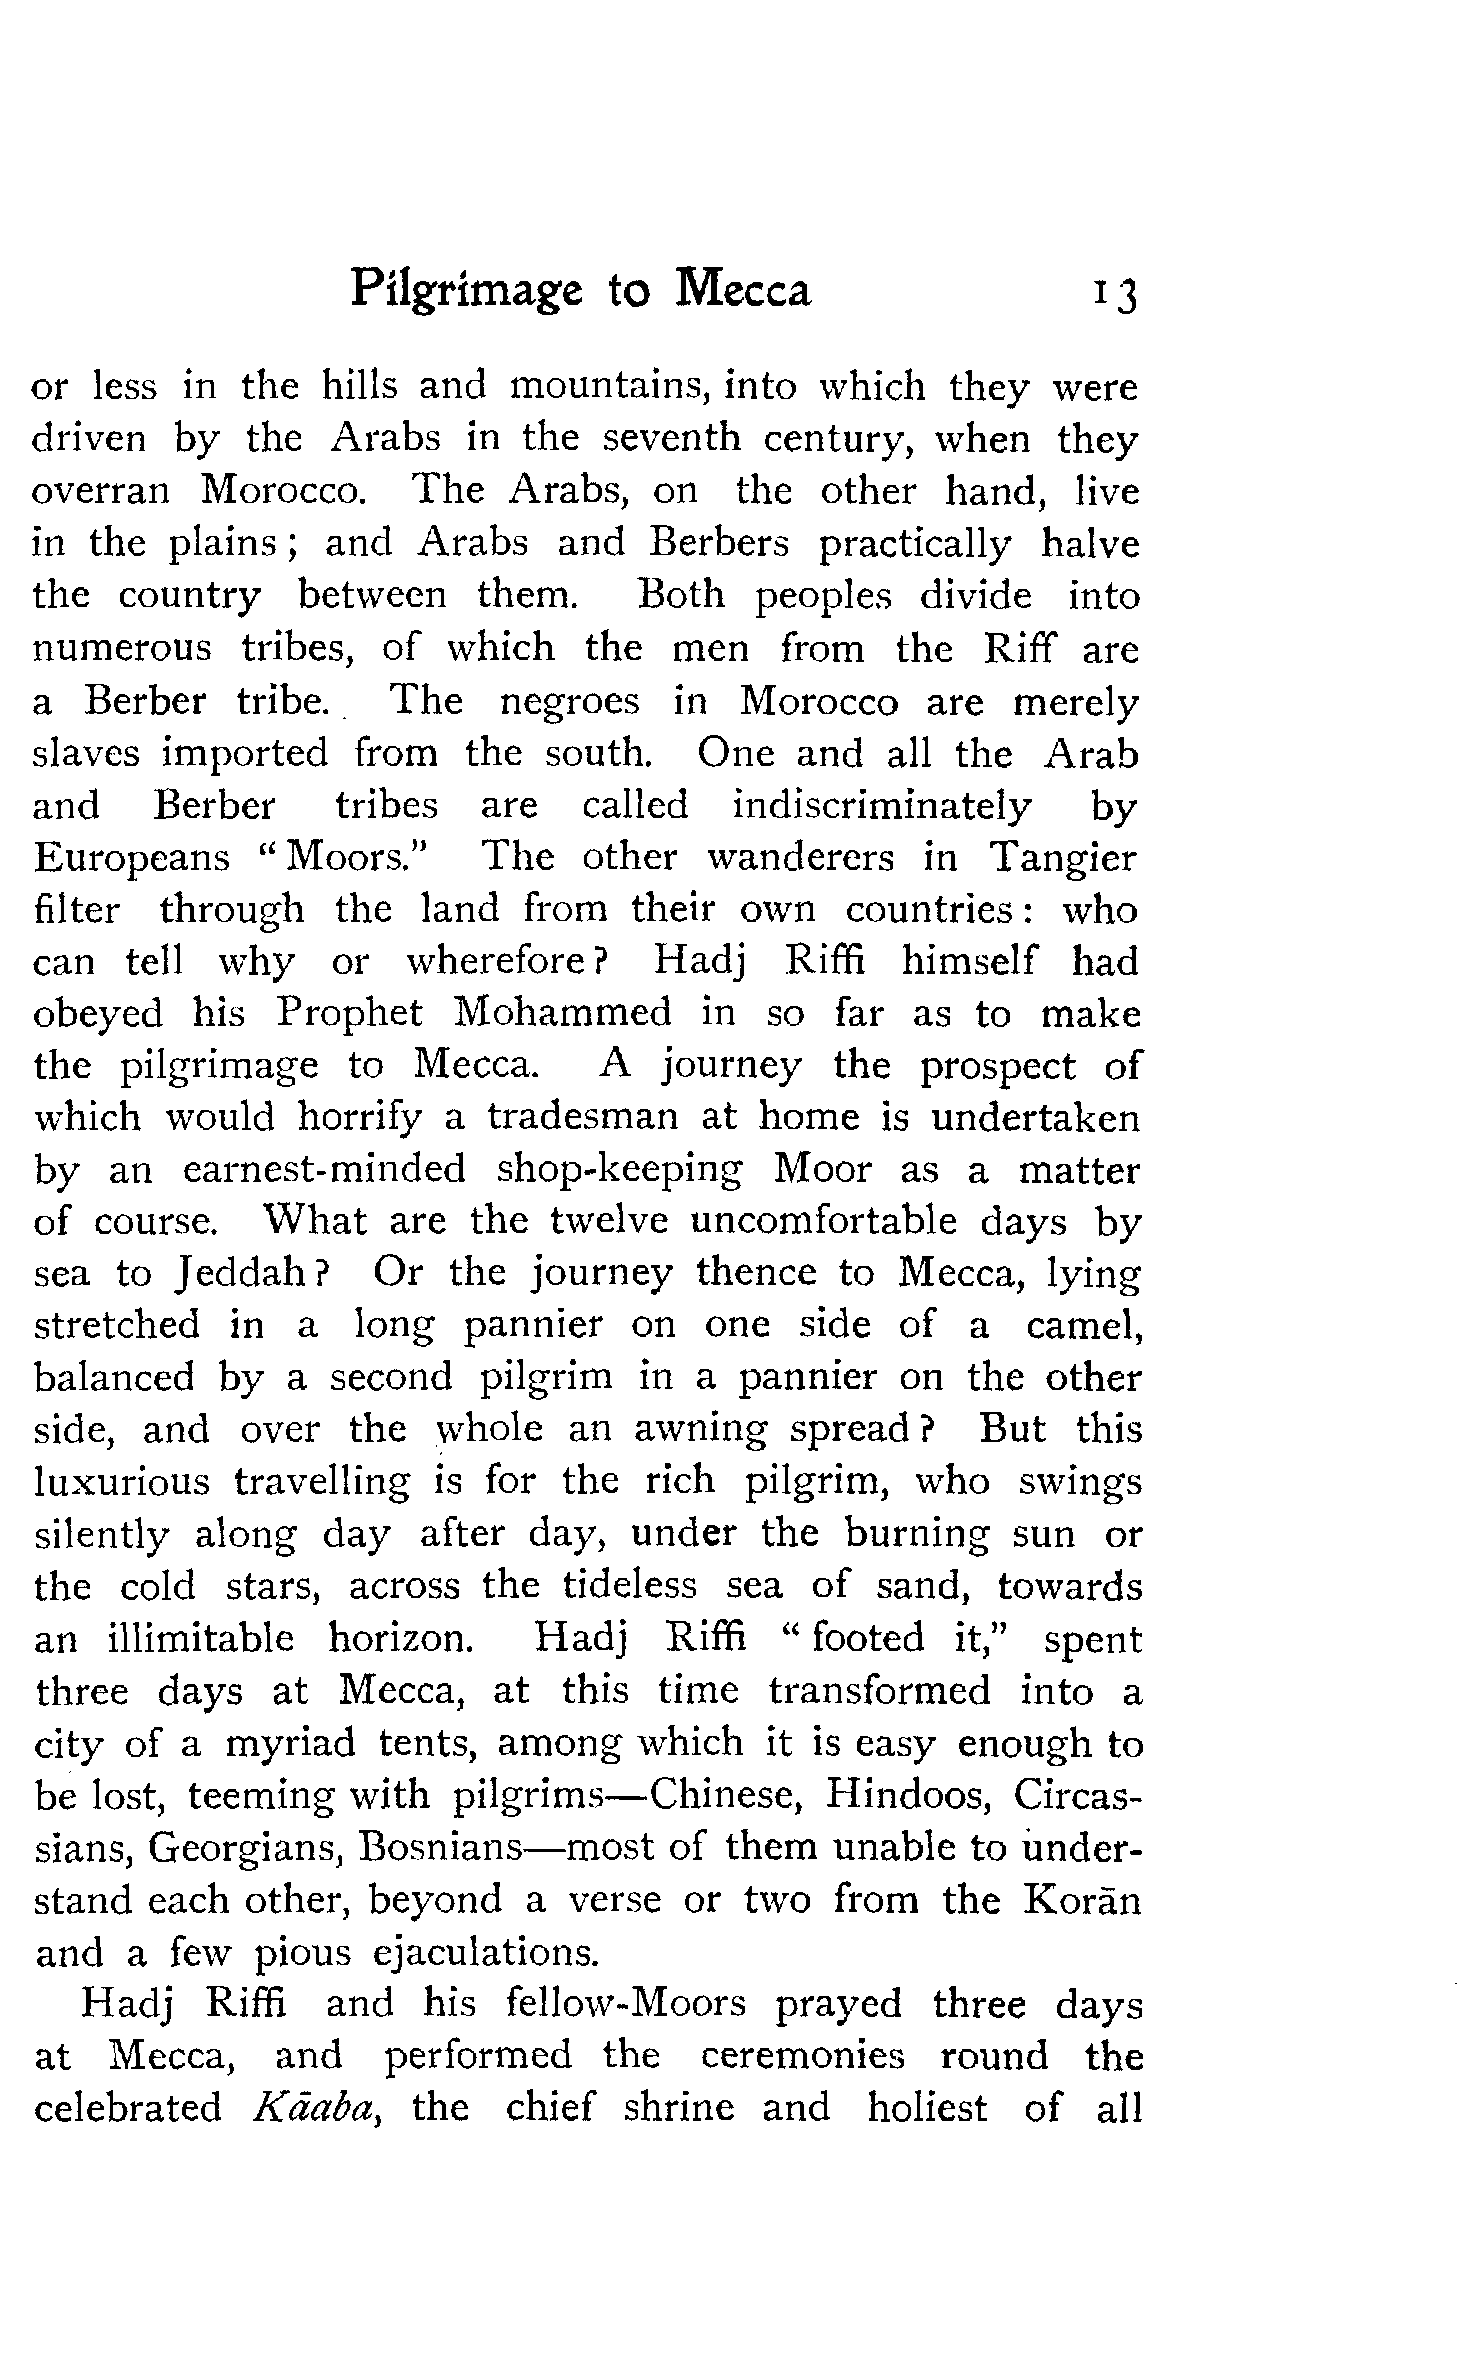 Pilgrimage to Mecca 13
or less in the hills and mountains, into which they were
driven by the Arabs in the seventh century, when they
overran Morocco. The Arabs, on the other hand, live
in the plains; and Arabs and Berbers practically halve
the country between them. Both peoples divide into
numerous tribes, of which the men from the Riff are
a Berber tribe. The negroes in Morocco are merely
slaves imported from the south. One and all the Arab
and Berber tribes are called indiscriminately by
Europeans “Moors.” The other wanderers in Tangier
filter through the land from their own countries: who
can tell why or wherefore? Hadj Riffi himself had
obeyed his Prophet Mohammed in so far as to make
the pilgrimage to Mecca. A journey the prospect of
which would horrify a tradesman at home is undertaken
by an earnest-minded shop-keeping Moor as a matter
of course. What are the twelve uncomfortable days by
sea to Jeddah? Or the journey thence to Mecca, lying
stretched in a long pannier on one side of a camel,
balanced by a second pilgrim in a pannier on the other
side, and over the whole an awning spread? But this
luxurious travelling is for the rich pilgrim, who swings
silently along day after day, under the burning sun or
the cold stars, across the tideless sea of sand, towards
an illimitable horizon. Hadj Riffi “footed it,” spent
three days at Mecca, at this time transformed into a
city of a myriad tents, among which it is easy enough to
be lost, teeming with pilgrims—Chinese, Hindoos, Circas-
sians, Georgians, Bosnians—most of them unable to under-
stand each other, beyond a verse or two from the Korān
and a few pious ejaculations.
Hadj Riffi and his fellow-Moors prayed three days
at Mecca, and performed the ceremonies round the
celebrated Kāaba, the chief shrine and holiest of all